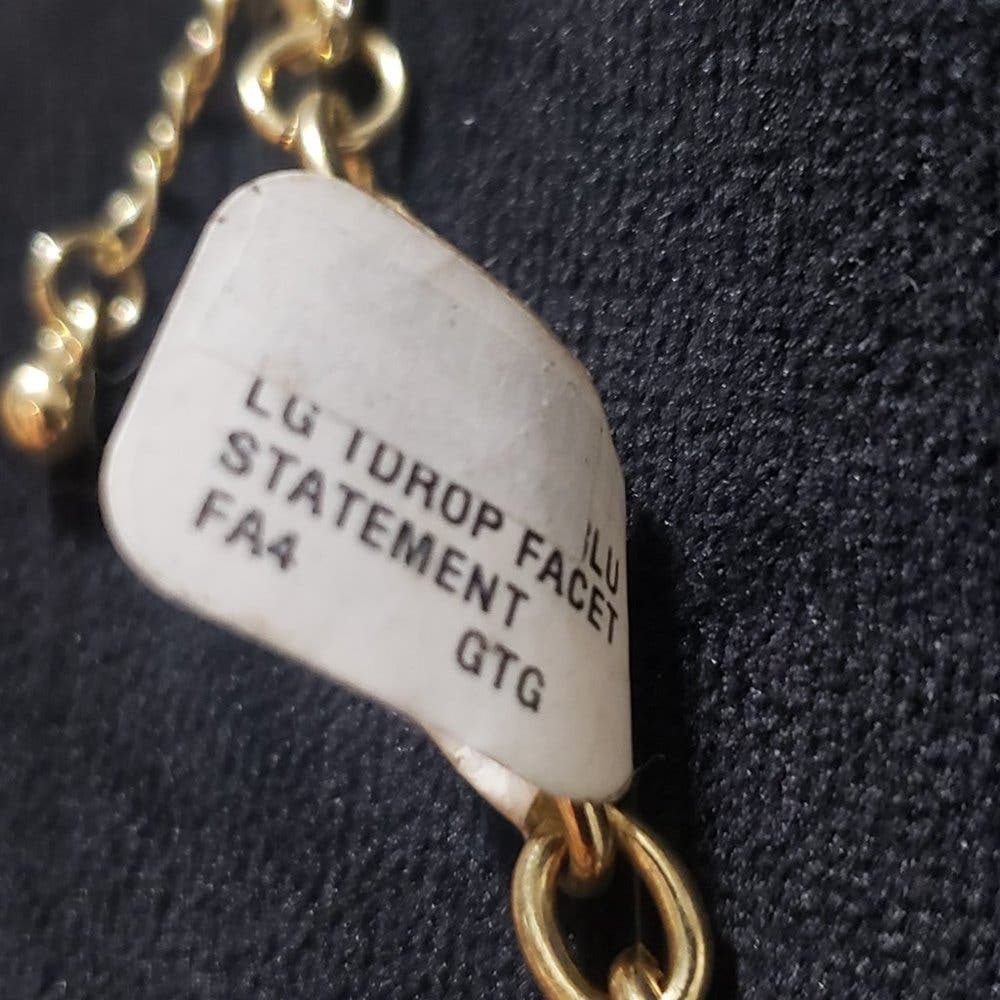 LG TDROP FACET
STATEMENT
FA4
GTG